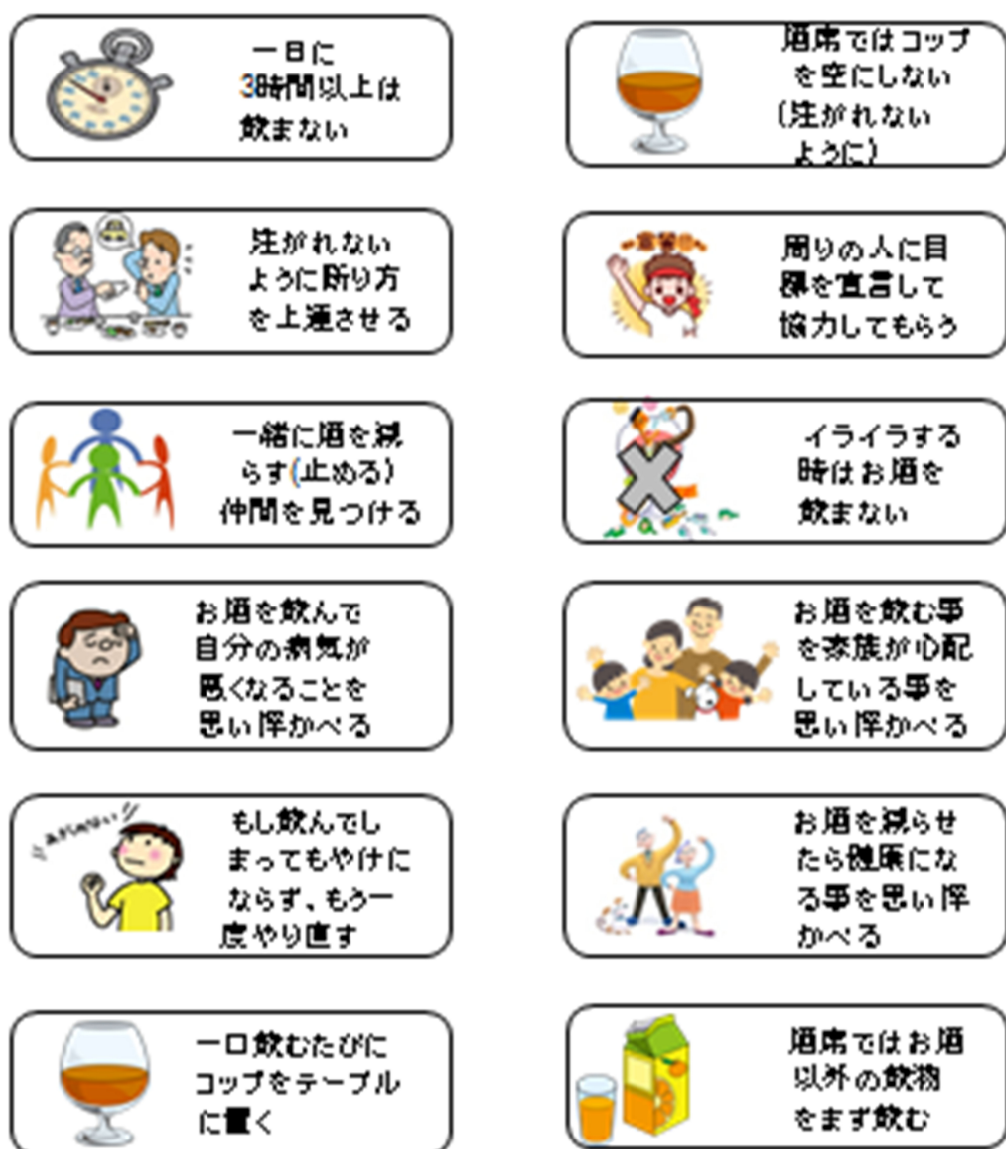 一日に
3時間以上は
飲まない
酒席ではコップ
を空にしない
(注がれない
ように)
注がれない
ように断り方
を上達させる
周りの人に目
標を宣言して
協力してもらう
一緒に酒を減
らす(止める)
仲間を見つける
イライラする
時はお酒を
飲まない
お酒を飲んで
自分の病気が
悪くなることを
思い浮かべる
お酒を飲む事
を家族が心配
している事を
思い浮かべる
もし飲んでし
まってもやけに
ならず、もう一
度やり直す
お酒を減らせ
たら健康にな
る事を思い浮
かべる
一口飲むたびに
コップをテーブル
に置く
酒席ではお酒
以外の飲物
をまず飲む